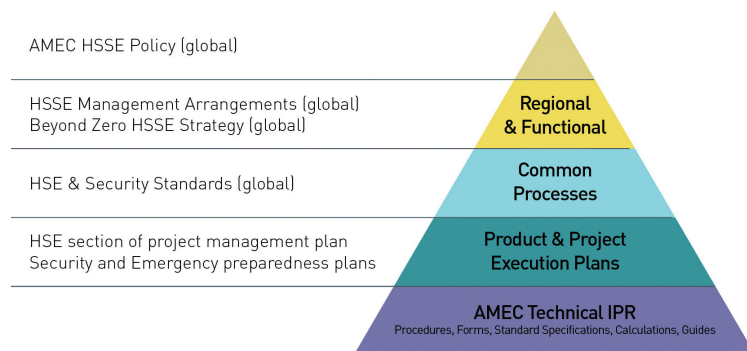 AMEC HSSE Policy (global)
HSSE Management Arrangements (global)
Beyond Zero HSSE Strategy (global)
Regional
& Functional
HSE & Security Standards (global)
Common
Processes
HSE section of project management plan
Security and Emergency preparedness plans
Product & Project
Execution Plans
AMEC Technical IPR
Procedures, Forms, Standard Specifications, Calculations, Guides